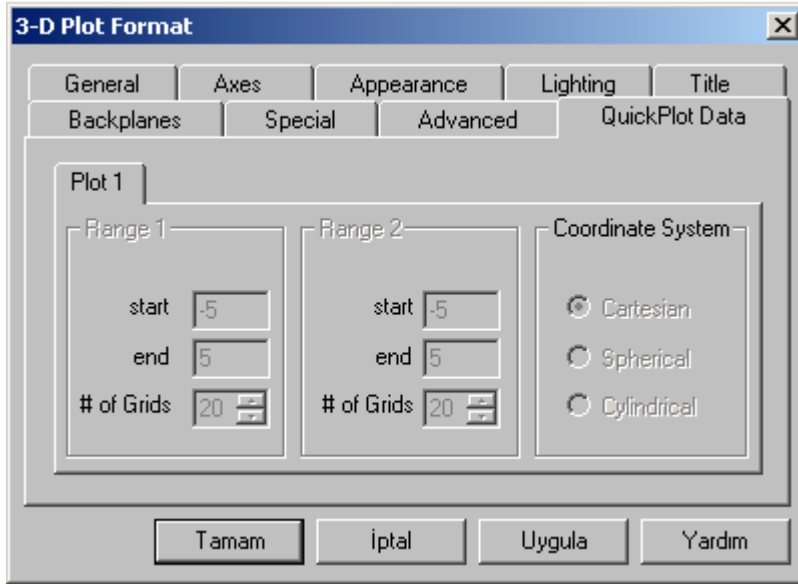 3-D Plot Format
General Axes Appearance Lighting Title
Backplanes Special Advanced QuickPlot Data
Plot 1
Range 1 Range 2 Coordinate System
start -5 start -5 Cartesian
end 5 end 5 Spherical
# of Grids 20 # of Grids 20 Cylindrical
Tamam İptal Uygula Yardım